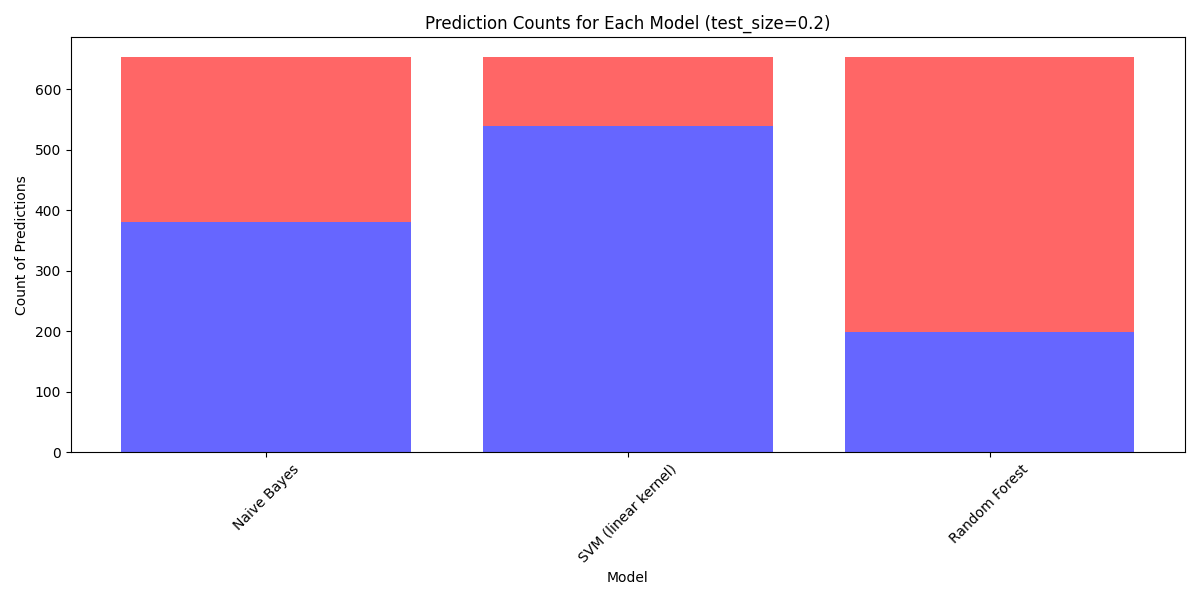 Prediction Counts for Each Model (test_size=0.2)
Count of Predictions
600
500
400
300
200
100
0
Naive Bayes
SVM (linear kernel)
Random Forest
Model